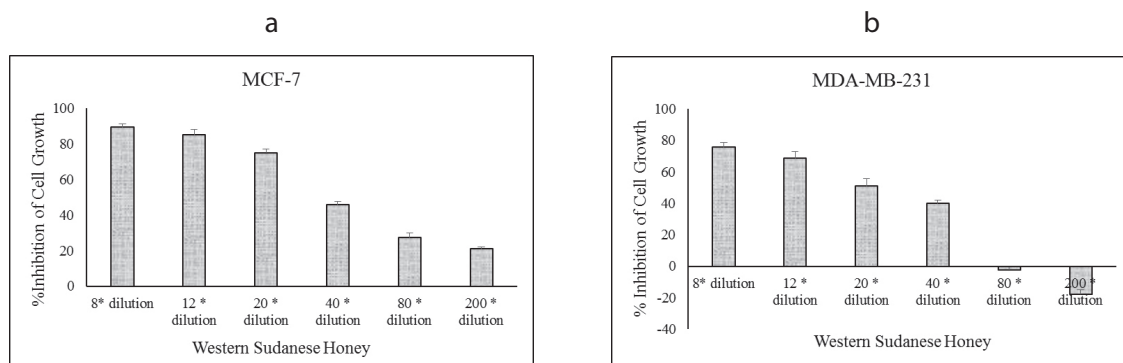 a
MCF-7
%Inhibition of Cell Growth
100
80
60
40
20
0
8* dilution
12 *
dilution
20 *
dilution
40 *
dilution
80 *
dilution
200 *
dilution
Western Sudanese Honey
b
MDA-MB-231
% Inhibition of Cell Growth
100
80
60
40
20
0
-20
-40
8* dilution
12 *
dilution
20 *
dilution
40 *
dilution
80 *
dilution
200 *
dilution
Western Sudanese Honey